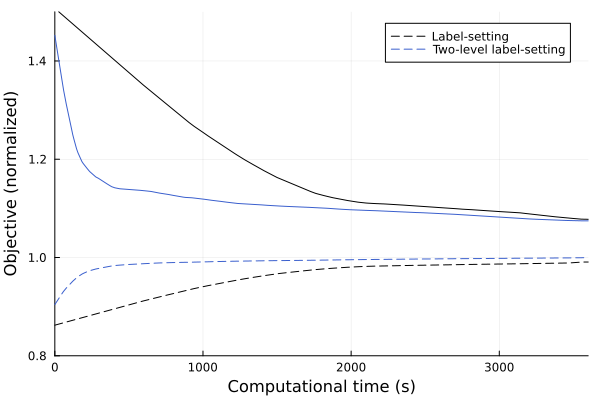 Objective (normalized)
1.4
1.2
1.0
0.8
Label-setting
Two-level label-setting
0 1000 2000 3000
Computational time (s)